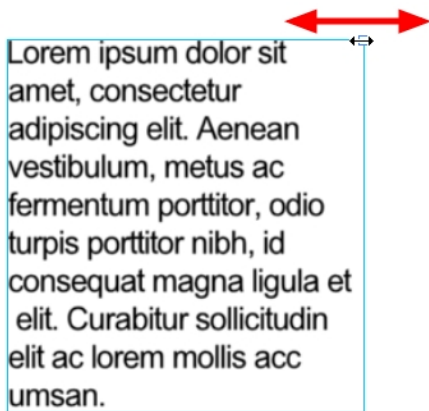 Lorem ipsum dolor sit
amet, consectetur
adipiscing elit. Aenean
vestibulum, metus ac
fermentum porttitor, odio
turpis porttitor nibh, id
consequat magna ligula et
elit. Curabitur sollicitudin
elit ac lorem mollis acc
umsan.